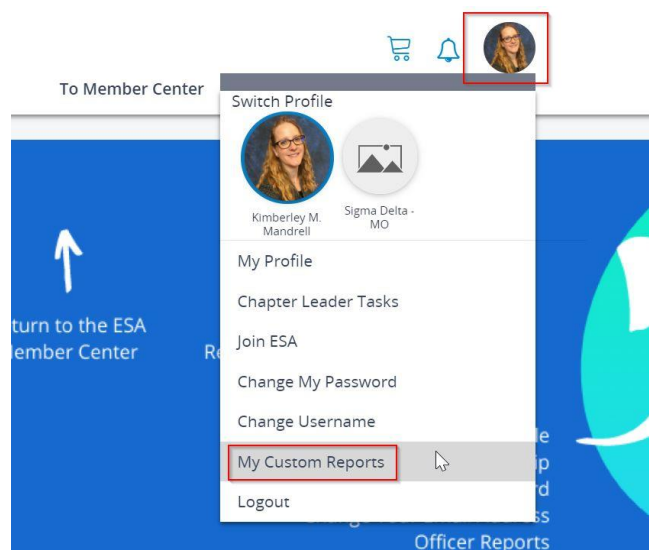 To Member Center
Switch Profile
Kimberley M.
Mandrell
Sigma Delta -
MO
My Profile
Chapter Leader Tasks
Join ESA
Change My Password
Change Username
My Custom Reports
Logout
turn to the ESA
ember Center
Officer Reports